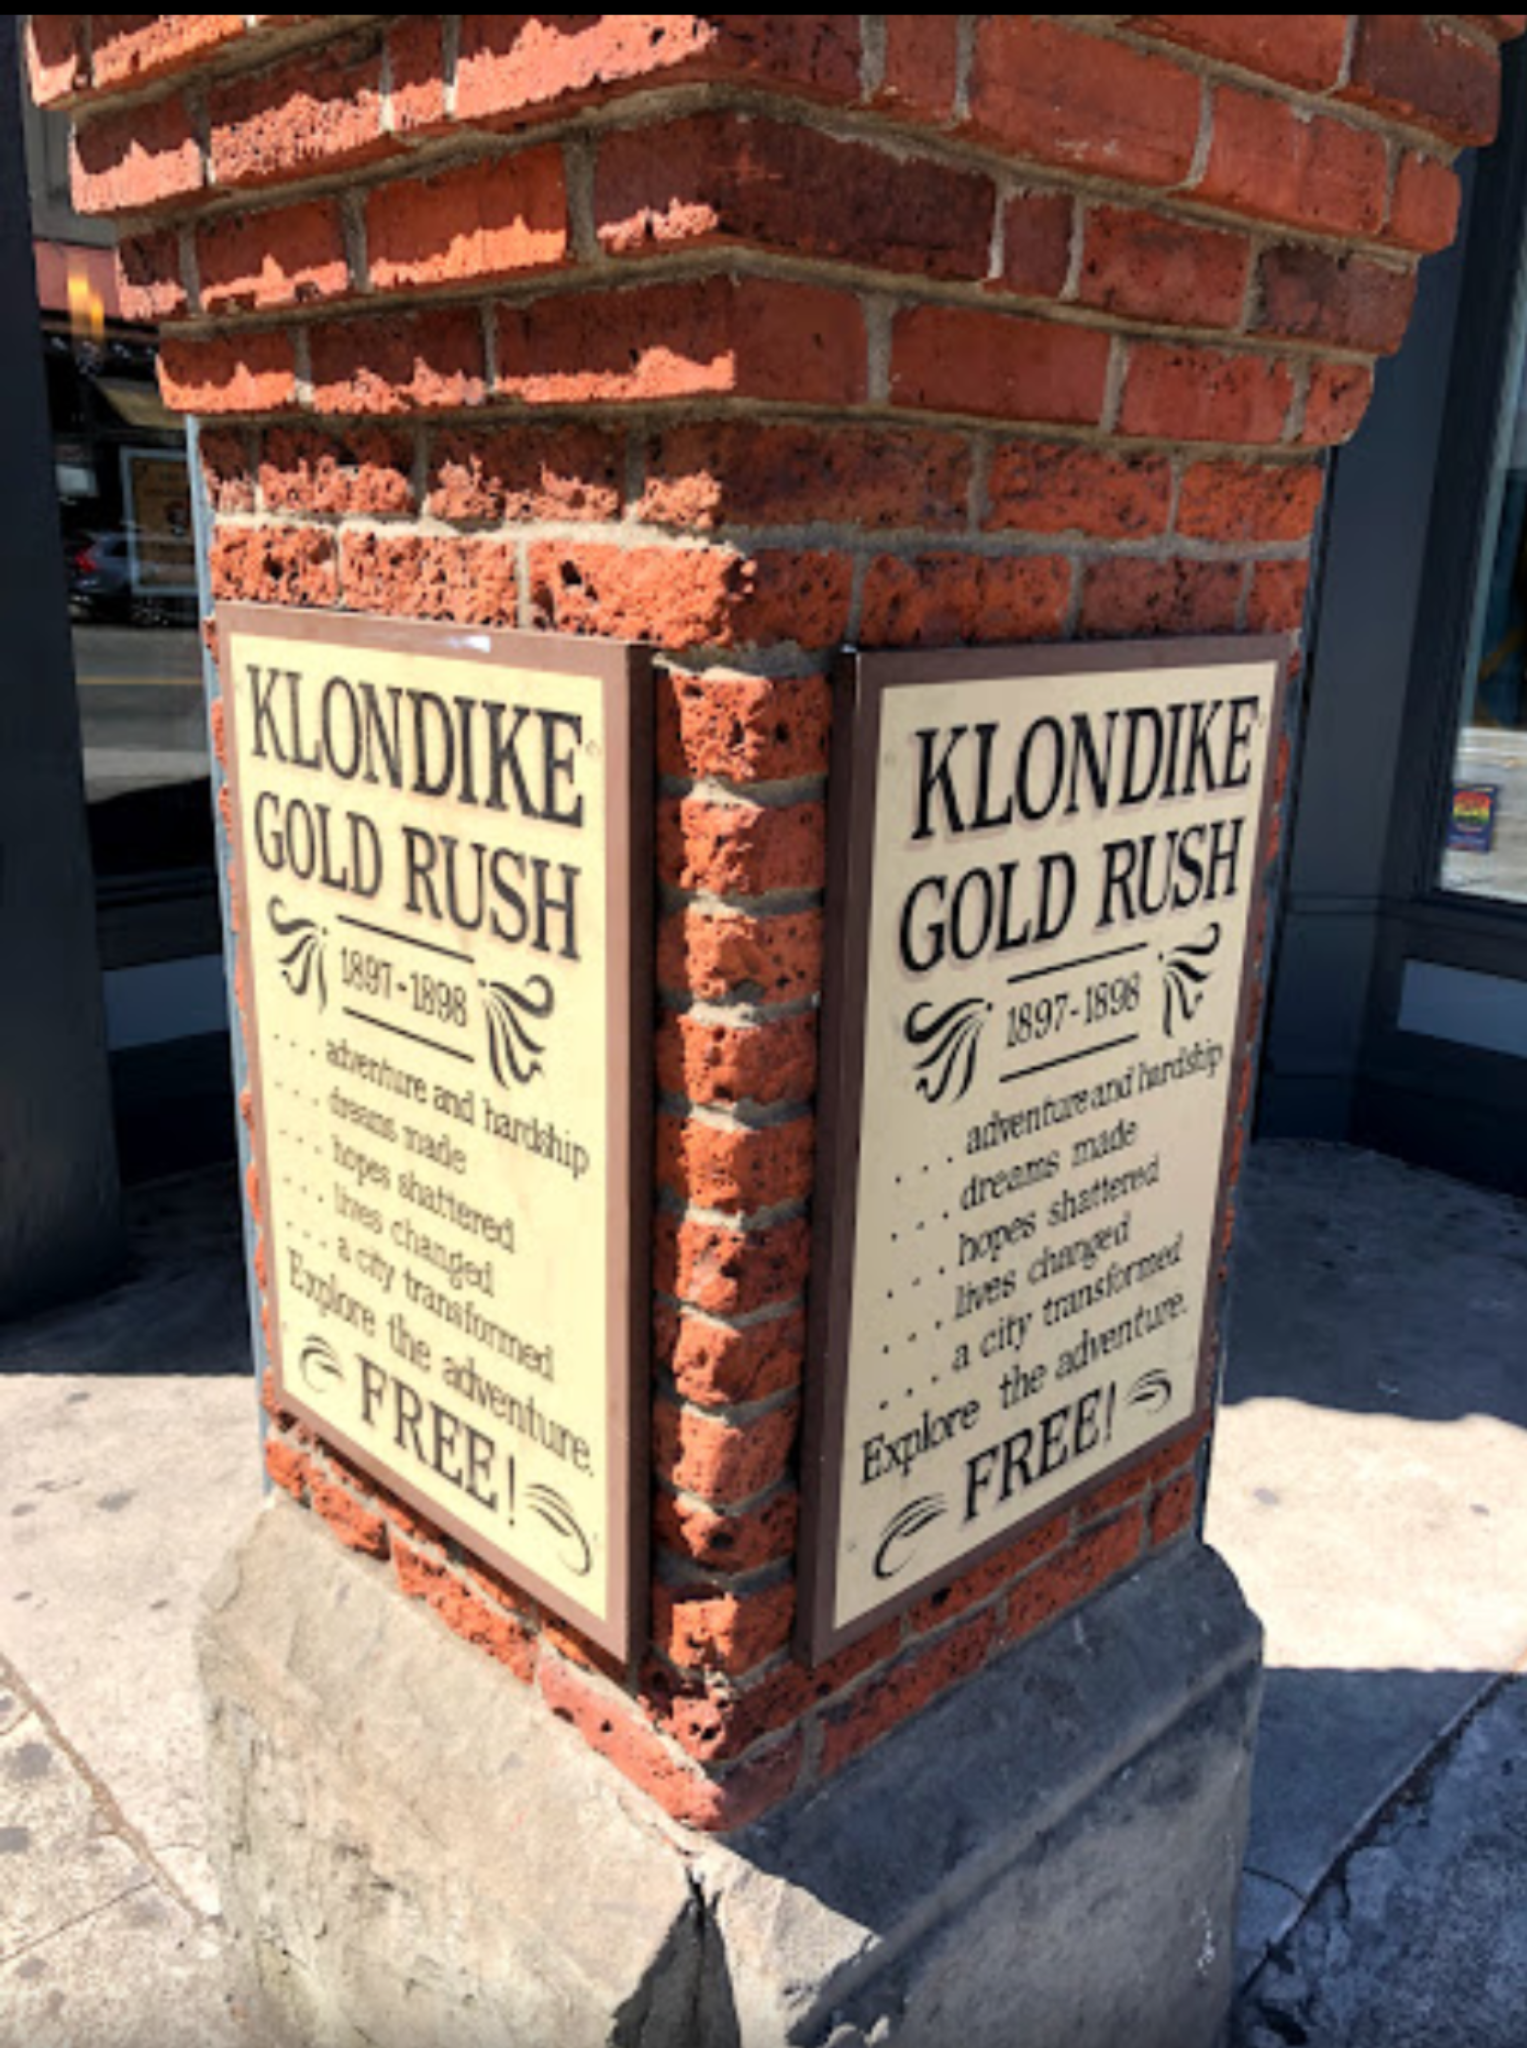 KLONDIKE
GOLD RUSH
1897-1898
. . . adventure and hardship
. . . dreams made
. . . hopes shattered
. . . lives changed
. . . a city transformed
Explore the adventure.
FREE!
KLONDIKE
GOLD RUSH
1897-1898
. . . adventure and hardship
. . . dreams made
. . . hopes shattered
. . . lives changed
. . . a city transformed
Explore the adventure.
FREE!